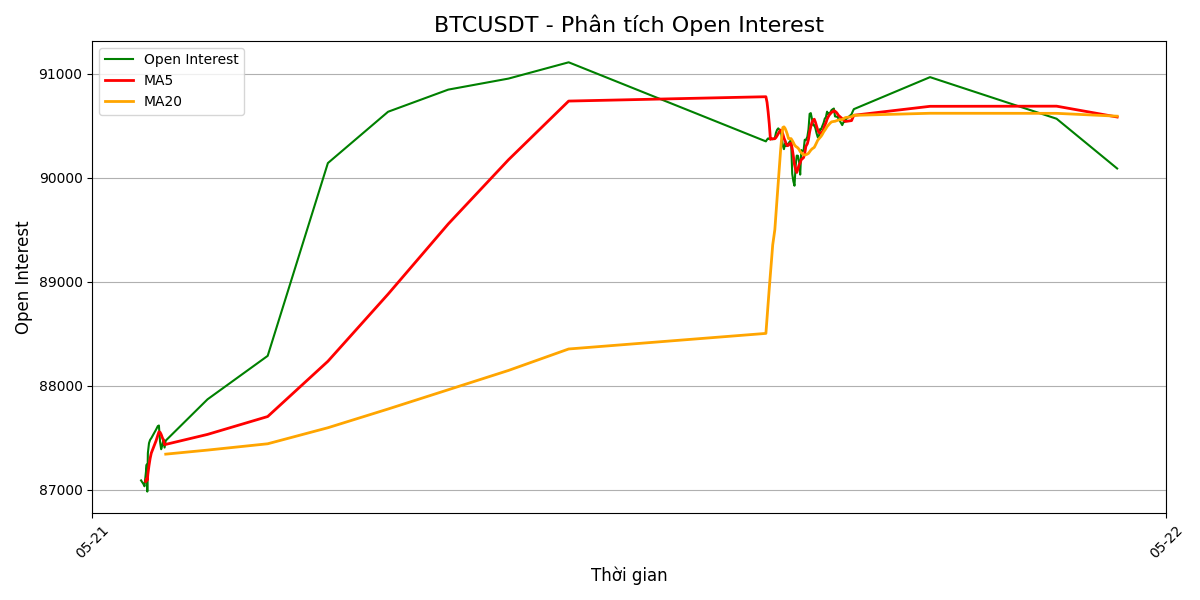 BTCUSDT - Phân tích Open Interest
Open Interest
MA5
MA20
91000
90000
89000
88000
87000
Open Interest
05-21
05-22
Thời gian